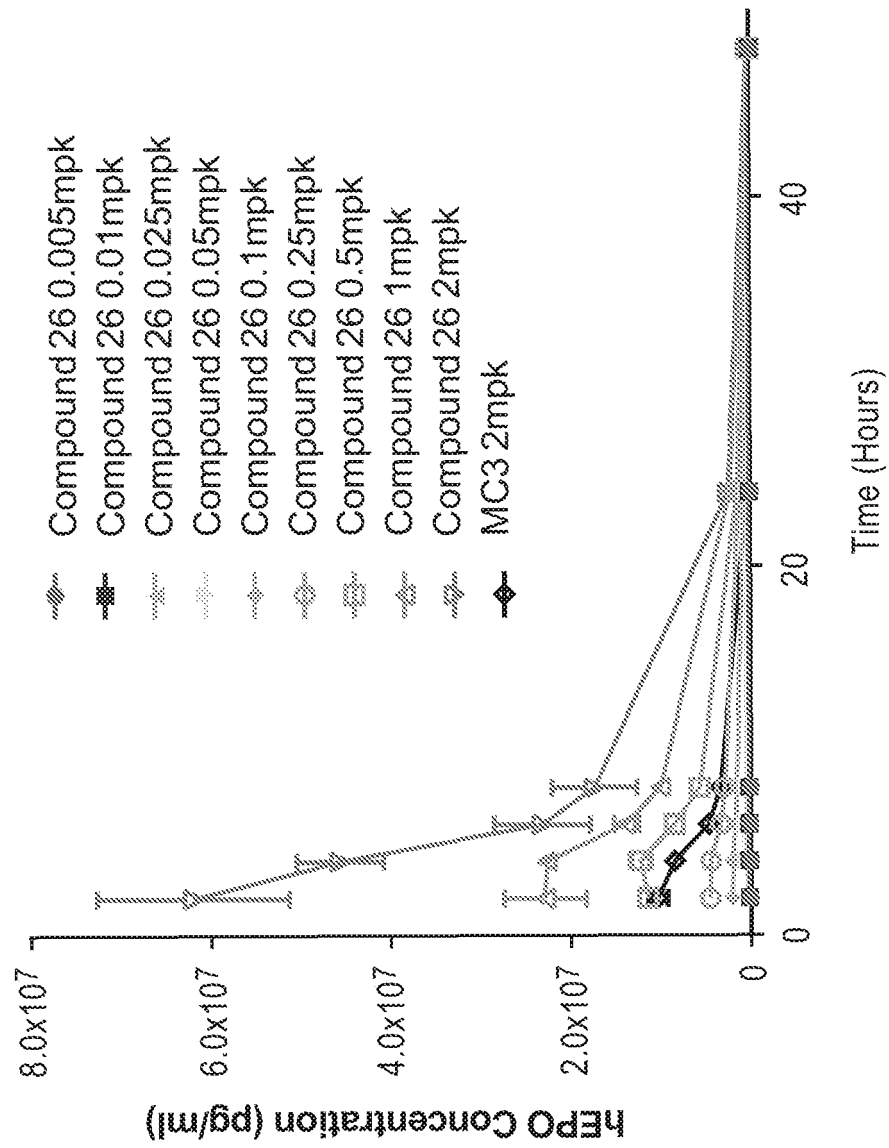 hEPO Concentration (pg/ml)
8.0x10⁷
6.0x10⁷
4.0x10⁷
2.0x10⁷
0
0
20
40
Time (Hours)
Compound 26 0.005mpk
Compound 26 0.01mpk
Compound 26 0.025mpk
Compound 26 0.05mpk
Compound 26 0.1mpk
Compound 26 0.25mpk
Compound 26 0.5mpk
Compound 26 1mpk
Compound 26 2mpk
MC3 2mpk